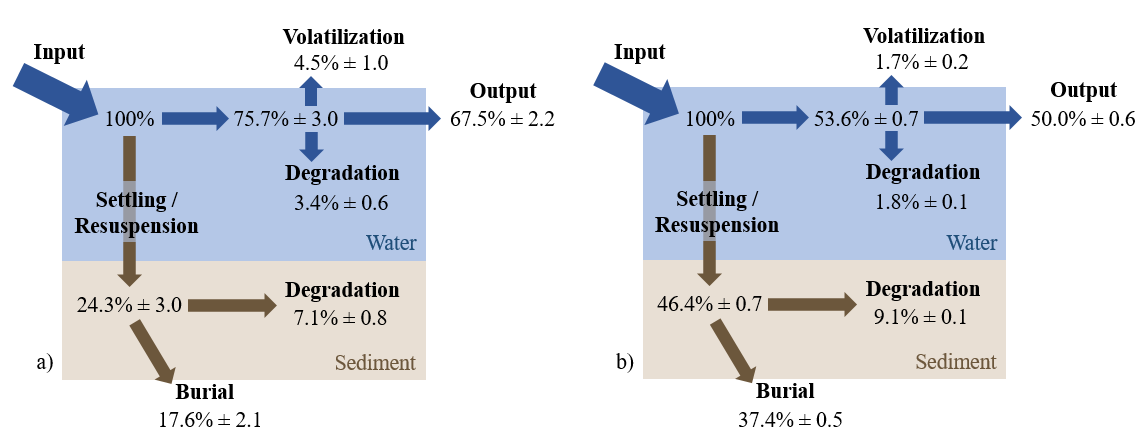 Input
Volatilization
4.5% ± 1.0
Output
100%
75.7% ± 3.0
67.5% ± 2.2
Degradation
3.4% ± 0.6
Settling /
Resuspension
Water
24.3% ± 3.0
Degradation
7.1% ± 0.8
a)
Sediment
Burial
17.6% ± 2.1
Input
Volatilization
1.7% ± 0.2
Output
100%
53.6% ± 0.7
50.0% ± 0.6
Degradation
1.8% ± 0.1
Settling /
Resuspension
Water
46.4% ± 0.7
Degradation
9.1% ± 0.1
b)
Sediment
Burial
37.4% ± 0.5